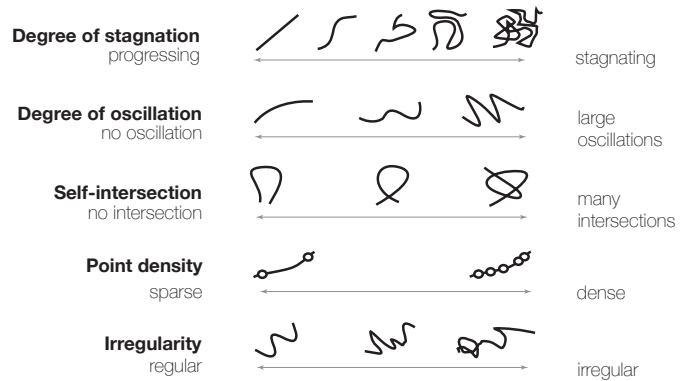 Degree of stagnation
progressing
stagnating
Degree of oscillation
no oscillation
large
oscillations
Self-intersection
no intersection
many
intersections
Point density
sparse
dense
Irregularity
regular
irregular